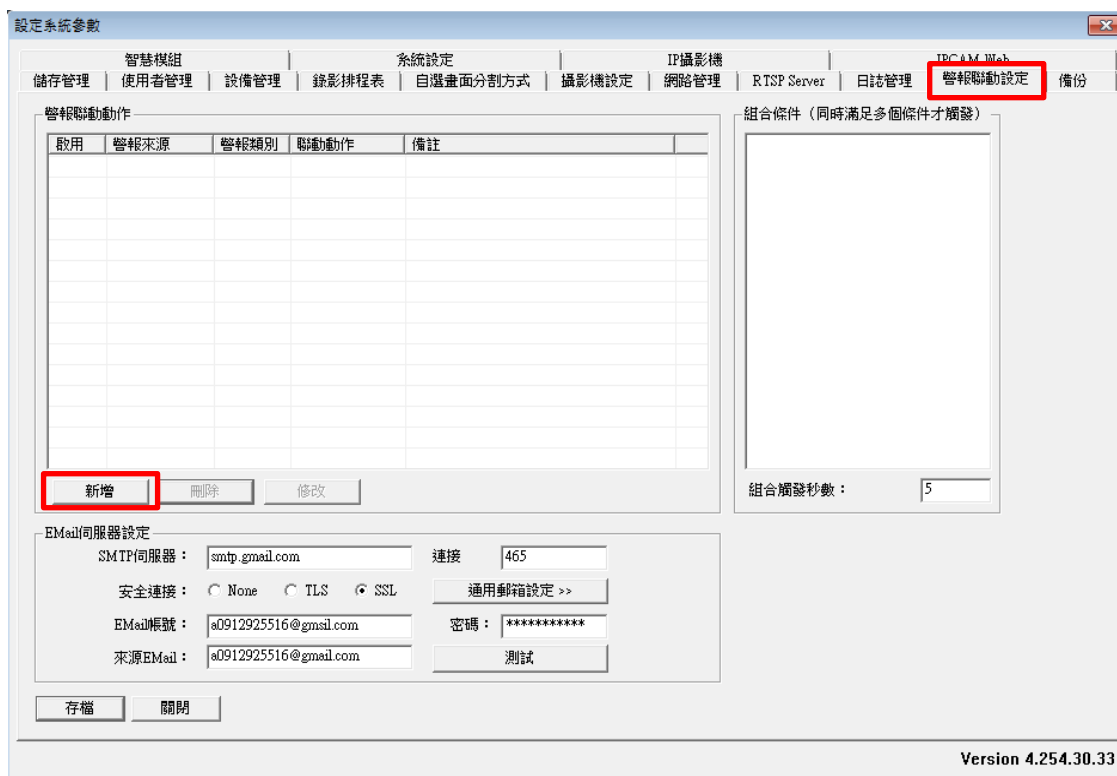 設定系統參數
智慧模組 系統設定 IP攝影機 IPCAM Web
儲存管理 使用者管理 設備管理 錄影排程表 自選畫面分割方式 攝影機設定 網路管理 RTSP Server 日誌管理 警報聯動設定 備份
警報聯動動作
啟用 警報來源 警報類別 聯動動作 備註
組合條件（同時滿足多個條件才觸發）
新增 刪除 修改
組合觸發秒數： 5
EMail伺服器設定
SMTP伺服器： smtp.gmail.com 連接 465
安全連接： None TLS SSL 通用郵箱設定 >>
EMail帳號： a0912925516@gmsil.com 密碼： ***********
來源EMail： a0912925516@gmail.com 測試
存檔 關閉
Version 4.254.30.33